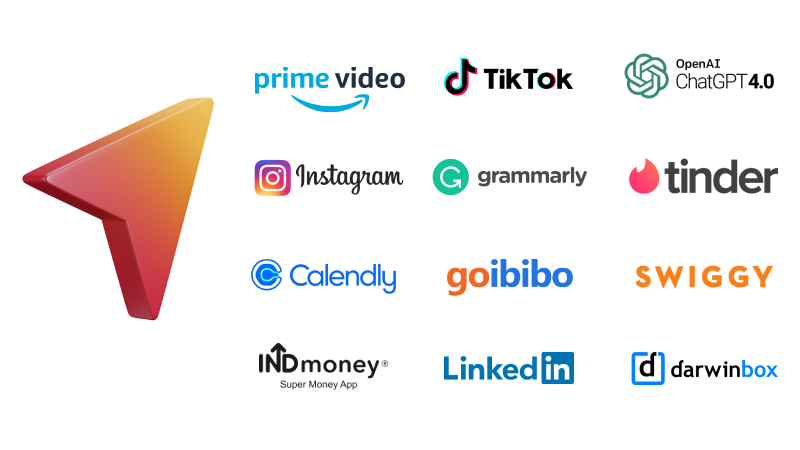 prime video
TikTok
OpenAI
ChatGPT4.0
Instagram
grammarly
tinder
Calendly
goibibo
SWIGGY
INDmoney®
Super Money App
Linkedin
darwinbox